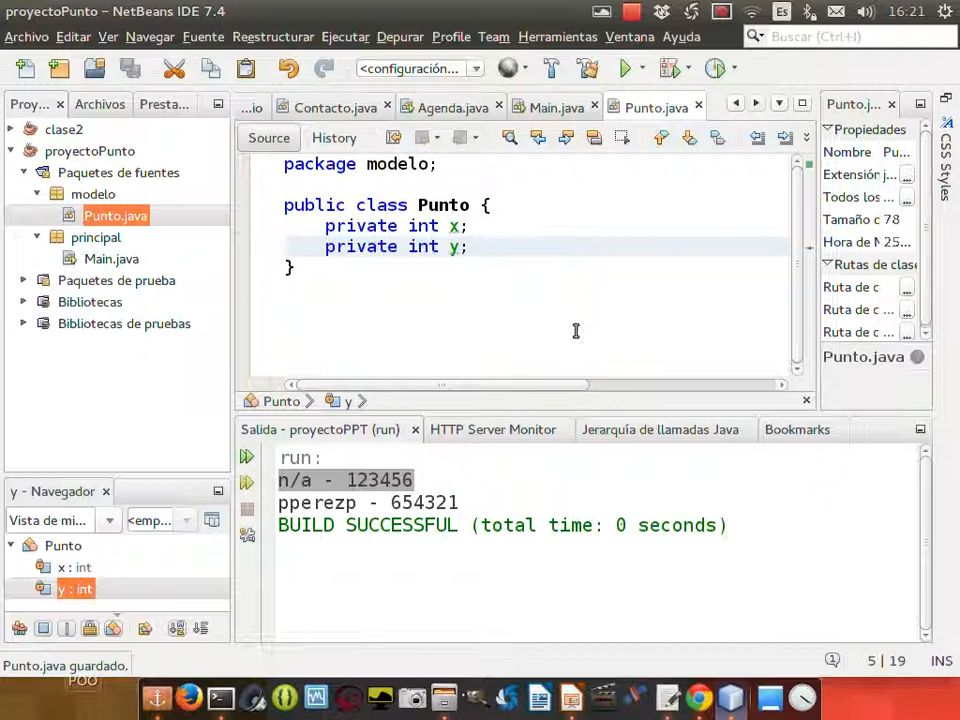 proyectoPunto - NetBeans IDE 7.4
Es
16:21
Archivo Editar Ver Navegar Fuente Reestructurar Ejecutar Depurar Profile Team Herramientas Ventana Ayuda
Buscar (Ctrl+I)
<configuración...
Proy... Archivos Presta...
...io Contacto.java Agenda.java Main.java Punto.java
Punto.j...
CSS Styles
clase2
proyectoPunto
Paquetes de fuentes
modelo
Punto.java
principal
Main.java
Paquetes de prueba
Bibliotecas
Bibliotecas de pruebas
Source History
package modelo;
public class Punto {
private int x;
private int y;
}
Punto y
Propiedades
Nombre Pu...
Extensión j...
Todos los
Tamaño c 78
Hora de M 25...
Rutas de clase
Ruta de c ...
Ruta de c ...
Ruta de c ...
Punto.java
Salida - proyectoPPT (run) HTTP Server Monitor Jerarquía de llamadas Java Bookmarks
run:
n/a - 123456
pperezp - 654321
BUILD SUCCESSFUL (total time: 0 seconds)
y - Navegador
Vista de mi... <emp...
Punto
x : int
y : int
Punto.java guardado.
1
5 | 19 INS
POO